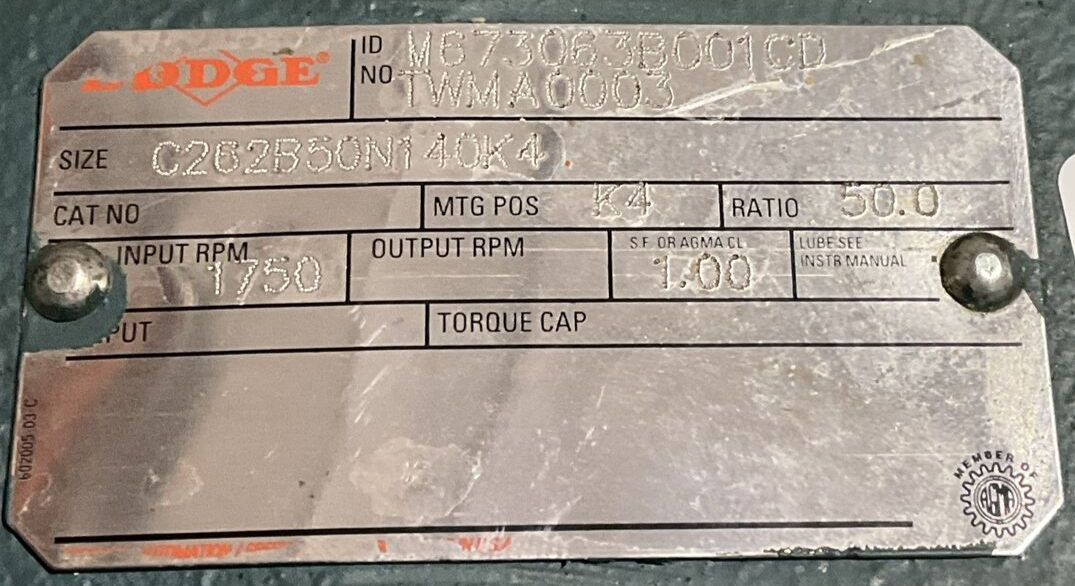 DODGE®
ID NO M673063B001CD
TWMA0003
SIZE C262B50N140K4
CAT NO MTG POS K4 RATIO 50.0
INPUT RPM 1750 OUTPUT RPM S.F. OR AGMA CL 1.00 LUBE SEE
INSTR MANUAL
TORQUE CAP
602005-03-C
MEMBER OF
AGMA